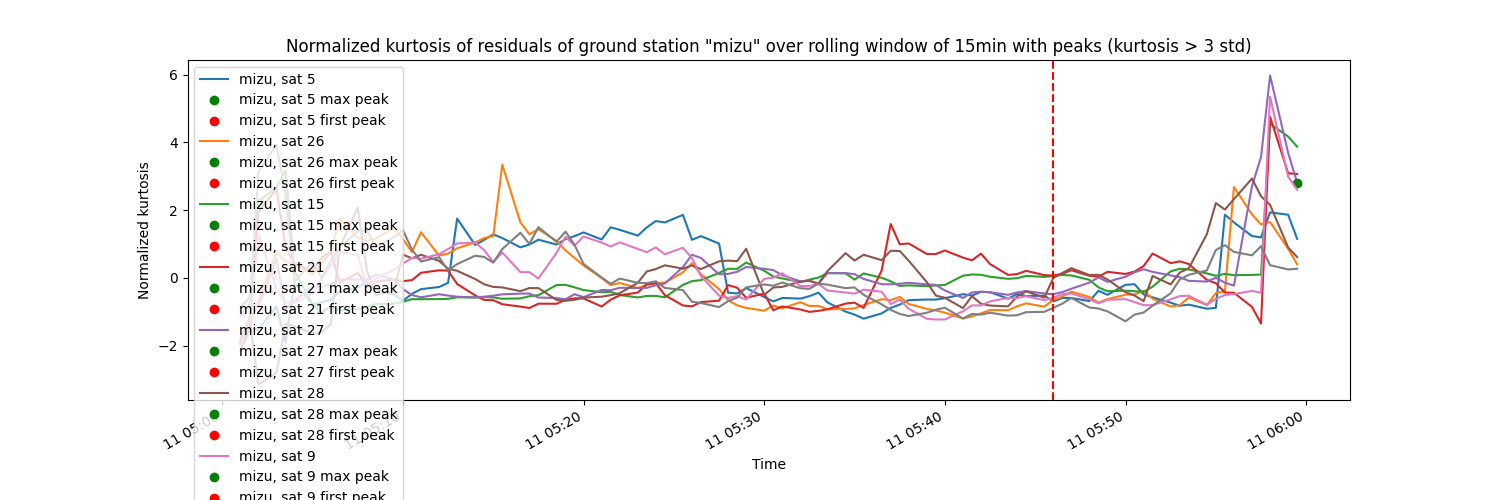 Normalized kurtosis of residuals of ground station "mizu" over rolling window of 15min with peaks (kurtosis > 3 std)
Normalized kurtosis
6
4
2
0
−2
mizu, sat 5
mizu, sat 5 max peak
mizu, sat 5 first peak
mizu, sat 26
mizu, sat 26 max peak
mizu, sat 26 first peak
mizu, sat 15
mizu, sat 15 max peak
mizu, sat 15 first peak
mizu, sat 21
mizu, sat 21 max peak
mizu, sat 21 first peak
mizu, sat 27
mizu, sat 27 max peak
mizu, sat 27 first peak
mizu, sat 28
mizu, sat 28 max peak
mizu, sat 28 first peak
mizu, sat 9
mizu, sat 9 max peak
mizu, sat 9 first peak
11 05:00
11 05:10
11 05:20
11 05:30
11 05:40
11 05:50
11 06:00
Time